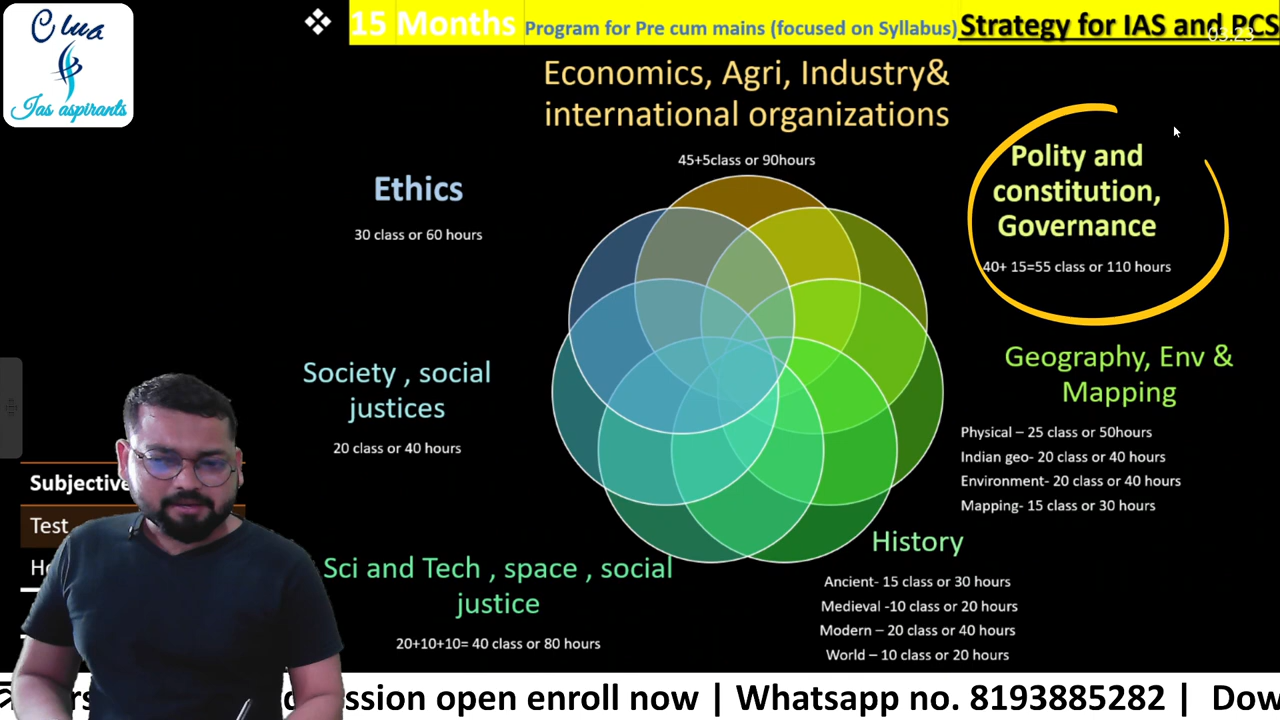 Clua
Ias aspirants
❖ 15 Months Program for Pre cum mains (focused on Syllabus) Strategy for IAS and PCS
03:23
Economics, Agri, Industry&
international organizations
45+5class or 90hours
Polity and
constitution,
Governance
40+ 15=55 class or 110 hours
Ethics
30 class or 60 hours
Geography, Env &
Mapping
Physical – 25 class or 50hours
Indian geo- 20 class or 40 hours
Environment- 20 class or 40 hours
Mapping- 15 class or 30 hours
Society , social
justices
20 class or 40 hours
Subjective
Test
History
Ancient- 15 class or 30 hours
Medieval -10 class or 20 hours
Modern – 20 class or 40 hours
World – 10 class or 20 hours
Sci and Tech , space , social
justice
20+10+10= 40 class or 80 hours
ssion open enroll now | Whatsapp no. 8193885282 | Dow